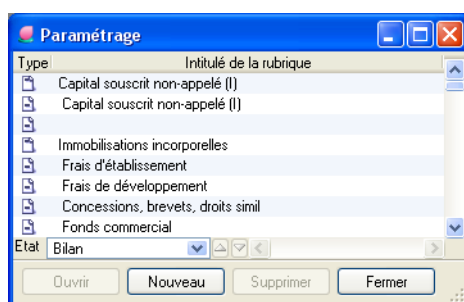 Paramétrage
Type Intitulé de la rubrique
Capital souscrit non-appelé (I)
Capital souscrit non-appelé (I)
Immobilisations incorporelles
Frais d'établissement
Frais de développement
Concessions, brevets, droits simil
Fonds commercial
Etat Bilan
Ouvrir Nouveau Supprimer Fermer